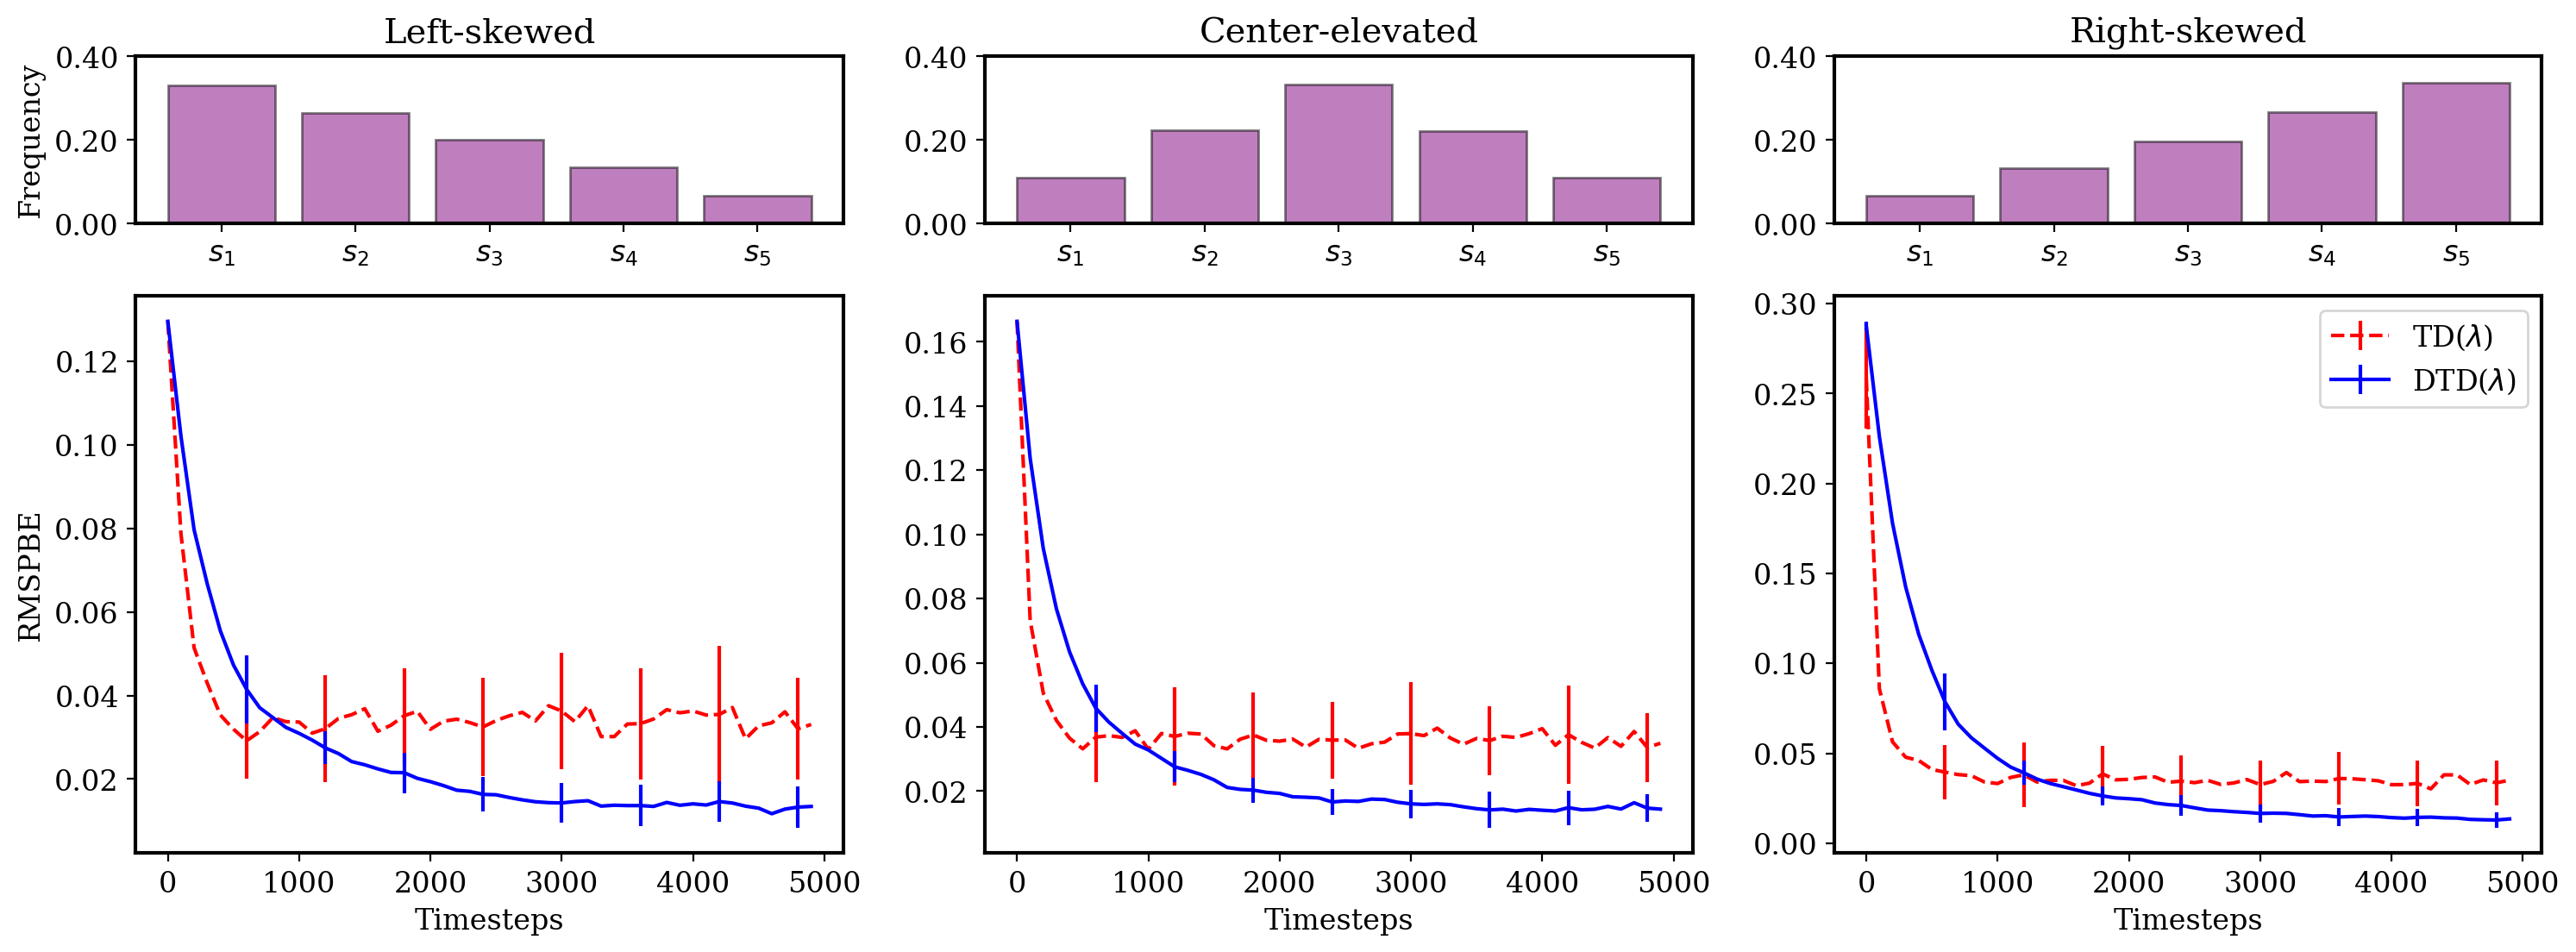 Left-skewed
Center-elevated
Right-skewed
Frequency
0.40
0.20
0.00
s1 s2 s3 s4 s5
0.40
0.20
0.00
s1 s2 s3 s4 s5
0.40
0.20
0.00
s1 s2 s3 s4 s5
RMSPBE
0.12
0.10
0.08
0.06
0.04
0.02
0 1000 2000 3000 4000 5000
Timesteps
0.16
0.14
0.12
0.10
0.08
0.06
0.04
0.02
0 1000 2000 3000 4000 5000
Timesteps
0.30
0.25
0.20
0.15
0.10
0.05
0.00
TD(λ)
DTD(λ)
0 1000 2000 3000 4000 5000
Timesteps